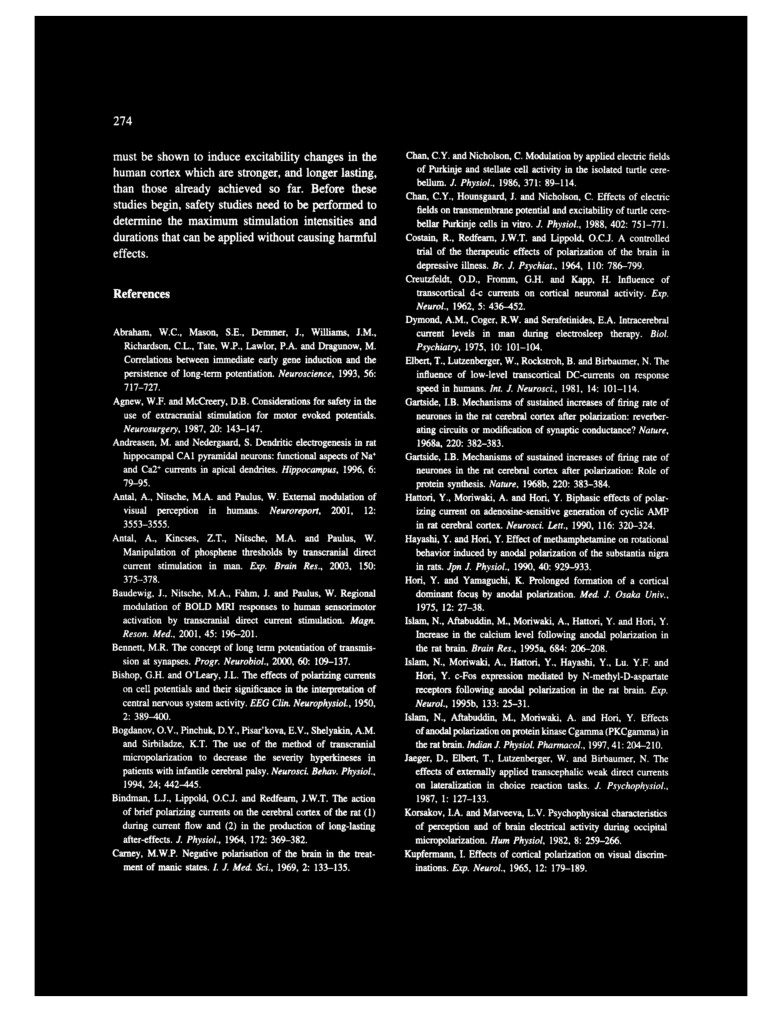 274
must be shown to induce excitability changes in the
human cortex which are stronger, and longer lasting,
than those already achieved so far. Before these
studies begin, safety studies need to be performed to
determine the maximum stimulation intensities and
durations that can be applied without causing harmful
effects.
References
Abraham, W.C., Mason, S.E., Demmer, J., Williams, J.M.,
Richardson, C.L., Tate, W.P., Lawlor, P.A. and Dragunow, M.
Correlations between immediate early gene induction and the
persistence of long-term potentiation. Neuroscience, 1993, 56:
717–727.
Agnew, W.F. and McCreery, D.B. Considerations for safety in the
use of extracranial stimulation for motor evoked potentials.
Neurosurgery, 1987, 20: 143–147.
Andreasen, M. and Nedergaard, S. Dendritic electrogenesis in rat
hippocampal CA1 pyramidal neurons: functional aspects of Na⁺
and Ca2⁺ currents in apical dendrites. Hippocampus, 1996, 6:
79–95.
Antal, A., Nitsche, M.A. and Paulus, W. External modulation of
visual perception in humans. Neuroreport, 2001, 12:
3553–3555.
Antal, A., Kincses, Z.T., Nitsche, M.A. and Paulus, W.
Manipulation of phosphene thresholds by transcranial direct
current stimulation in man. Exp. Brain Res., 2003, 150:
375–378.
Baudewig, J., Nitsche, M.A., Fahm, J. and Paulus, W. Regional
modulation of BOLD MRI responses to human sensorimotor
activation by transcranial direct current stimulation. Magn.
Reson. Med., 2001, 45: 196–201.
Bennett, M.R. The concept of long term potentiation of transmis-
sion at synapses. Progr. Neurobiol., 2000, 60: 109–137.
Bishop, G.H. and O'Leary, J.L. The effects of polarizing currents
on cell potentials and their significance in the interpretation of
central nervous system activity. EEG Clin. Neurophysiol., 1950,
2: 389–400.
Bogdanov, O.V., Pinchuk, D.Y., Pisar'kova, E.V., Shelyakin, A.M.
and Sirbiladze, K.T. The use of the method of transcranial
micropolarization to decrease the severity hyperkineses in
patients with infantile cerebral palsy. Neurosci. Behav. Physiol.,
1994, 24; 442–445.
Bindman, L.J., Lippold, O.C.J. and Redfearn, J.W.T. The action
of brief polarizing currents on the cerebral cortex of the rat (1)
during current flow and (2) in the production of long-lasting
after-effects. J. Physiol., 1964, 172: 369–382.
Carney, M.W.P. Negative polarisation of the brain in the treat-
ment of manic states. I. J. Med. Sci., 1969, 2: 133–135.
Chan, C.Y. and Nicholson, C. Modulation by applied electric fields
of Purkinje and stellate cell activity in the isolated turtle cere-
bellum. J. Physiol., 1986, 371: 89–114.
Chan, C.Y., Hounsgaard, J. and Nicholson, C. Effects of electric
fields on transmembrane potential and excitability of turtle cere-
bellar Purkinje cells in vitro. J. Physiol., 1988, 402: 751–771.
Costain, R., Redfearn, J.W.T. and Lippold, O.C.J. A controlled
trial of the therapeutic effects of polarization of the brain in
depressive illness. Br. J. Psychiat., 1964, 110: 786–799.
Creutzfeldt, O.D., Fromm, G.H. and Kapp, H. Influence of
transcortical d-c currents on cortical neuronal activity. Exp.
Neurol., 1962, 5: 436–452.
Dymond, A.M., Coger, R.W. and Serafetinides, E.A. Intracerebral
current levels in man during electrosleep therapy. Biol.
Psychiatry, 1975, 10: 101–104.
Elbert, T., Lutzenberger, W., Rockstroh, B. and Birbaumer, N. The
influence of low-level transcortical DC-currents on response
speed in humans. Int. J. Neurosci., 1981, 14: 101–114.
Gartside, I.B. Mechanisms of sustained increases of firing rate of
neurones in the rat cerebral cortex after polarization: reverber-
ating circuits or modification of synaptic conductance? Nature,
1968a, 220: 382–383.
Gartside, I.B. Mechanisms of sustained increases of firing rate of
neurones in the rat cerebral cortex after polarization: Role of
protein synthesis. Nature, 1968b, 220: 383–384.
Hattori, Y., Moriwaki, A. and Hori, Y. Biphasic effects of polar-
izing current on adenosine-sensitive generation of cyclic AMP
in rat cerebral cortex. Neurosci. Lett., 1990, 116: 320–324.
Hayashi, Y. and Hori, Y. Effect of methamphetamine on rotational
behavior induced by anodal polarization of the substantia nigra
in rats. Jpn J. Physiol., 1990, 40: 929–933.
Hori, Y. and Yamaguchi, K. Prolonged formation of a cortical
dominant focus by anodal polarization. Med. J. Osaka Univ.,
1975, 12: 27–38.
Islam, N., Aftabuddin, M., Moriwaki, A., Hattori, Y. and Hori, Y.
Increase in the calcium level following anodal polarization in
the rat brain. Brain Res., 1995a, 684: 206–208.
Islam, N., Moriwaki, A., Hattori, Y., Hayashi, Y., Lu. Y.F. and
Hori, Y. c-Fos expression mediated by N-methyl-D-aspartate
receptors following anodal polarization in the rat brain. Exp.
Neurol., 1995b, 133: 25–31.
Islam, N., Aftabuddin, M., Moriwaki, A. and Hori, Y. Effects
of anodal polarization on protein kinase Cgamma (PKCgamma) in
the rat brain. Indian J. Physiol. Pharmacol., 1997, 41: 204–210.
Jaeger, D., Elbert, T., Lutzenberger, W. and Birbaumer, N. The
effects of externally applied transcephalic weak direct currents
on lateralization in choice reaction tasks. J. Psychophysiol.,
1987, 1: 127–133.
Korsakov, I.A. and Matveeva, L.V. Psychophysical characteristics
of perception and of brain electrical activity during occipital
micropolarization. Hum Physiol, 1982, 8: 259–266.
Kupfermann, I. Effects of cortical polarization on visual discrim-
inations. Exp. Neurol., 1965, 12: 179–189.